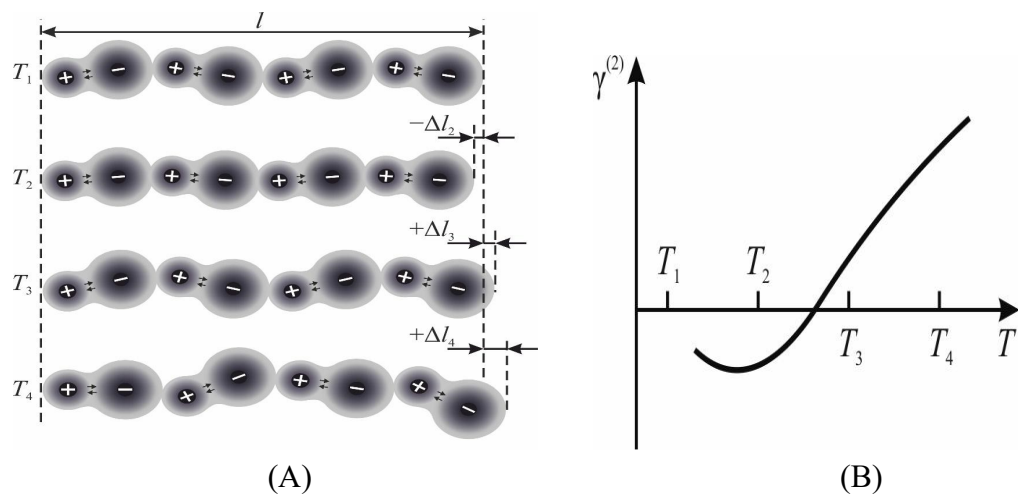 l
T₁ + − + − + − + −
−Δl₂
T₂ + − + − + − + −
+Δl₃
T₃ + − + − + − + −
+Δl₄
T₄ + − + − + − + −
(A)
γ⁽²⁾
T₁ T₂
T₃ T₄ T
(B)